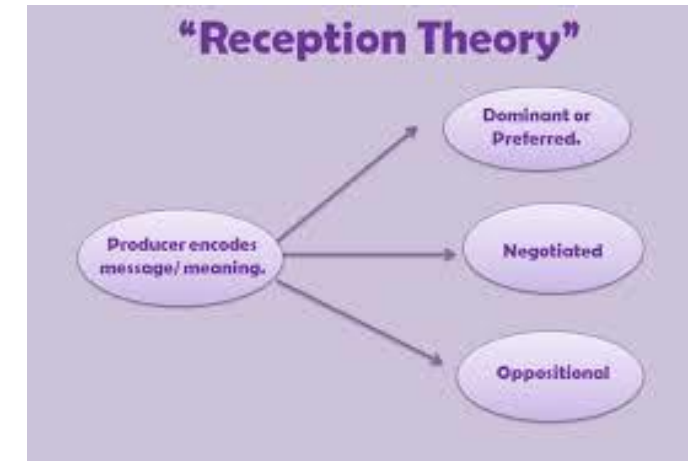 “Reception Theory”
Dominant or
Preferred.
Producer encodes
message/ meaning.
Negotiated
Oppositional